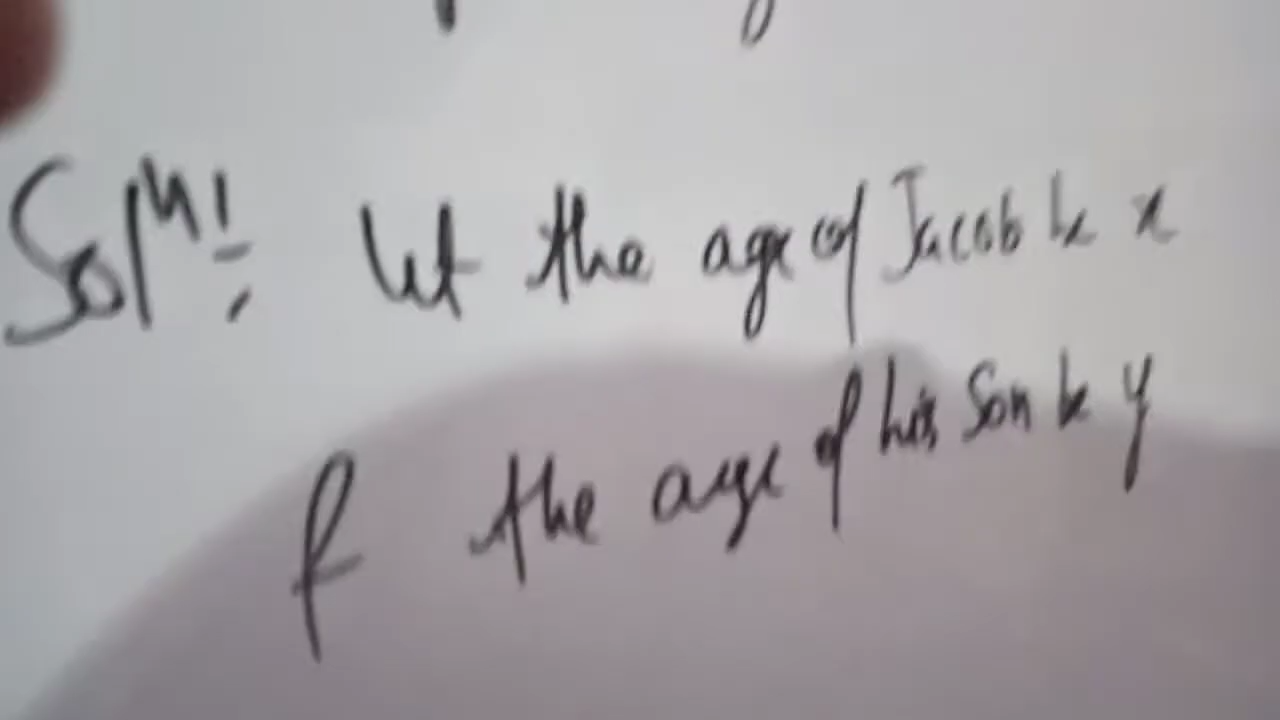 Solⁿ:- let the age of Jacob be x
& the age of his Son be y